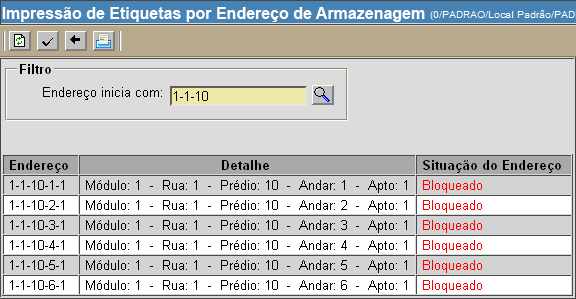 Impressão de Etiquetas por Endereço de Armazenagem (0/PADRAO/Local Padrão/PAD
Filtro
Endereço inicia com: 1-1-10
Endereço Detalhe Situação do Endereço
1-1-10-1-1 Módulo: 1 - Rua: 1 - Prédio: 10 - Andar: 1 - Apto: 1 Bloqueado
1-1-10-2-1 Módulo: 1 - Rua: 1 - Prédio: 10 - Andar: 2 - Apto: 1 Bloqueado
1-1-10-3-1 Módulo: 1 - Rua: 1 - Prédio: 10 - Andar: 3 - Apto: 1 Bloqueado
1-1-10-4-1 Módulo: 1 - Rua: 1 - Prédio: 10 - Andar: 4 - Apto: 1 Bloqueado
1-1-10-5-1 Módulo: 1 - Rua: 1 - Prédio: 10 - Andar: 5 - Apto: 1 Bloqueado
1-1-10-6-1 Módulo: 1 - Rua: 1 - Prédio: 10 - Andar: 6 - Apto: 1 Bloqueado